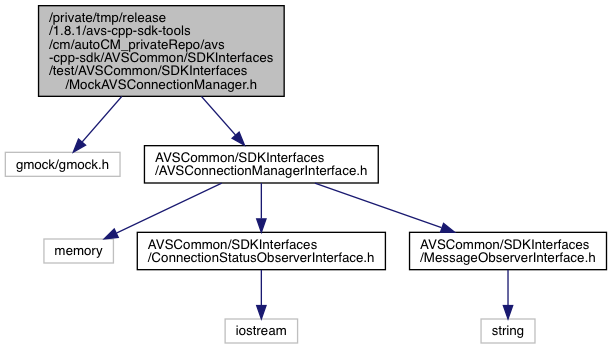 /private/tmp/release
/1.8.1/avs-cpp-sdk-tools
/cm/autoCM_privateRepo/avs
-cpp-sdk/AVSCommon/SDKInterfaces
/test/AVSCommon/SDKInterfaces
/MockAVSConnectionManager.h
gmock/gmock.h
AVSCommon/SDKInterfaces
/AVSConnectionManagerInterface.h
memory
AVSCommon/SDKInterfaces
/ConnectionStatusObserverInterface.h
AVSCommon/SDKInterfaces
/MessageObserverInterface.h
iostream
string